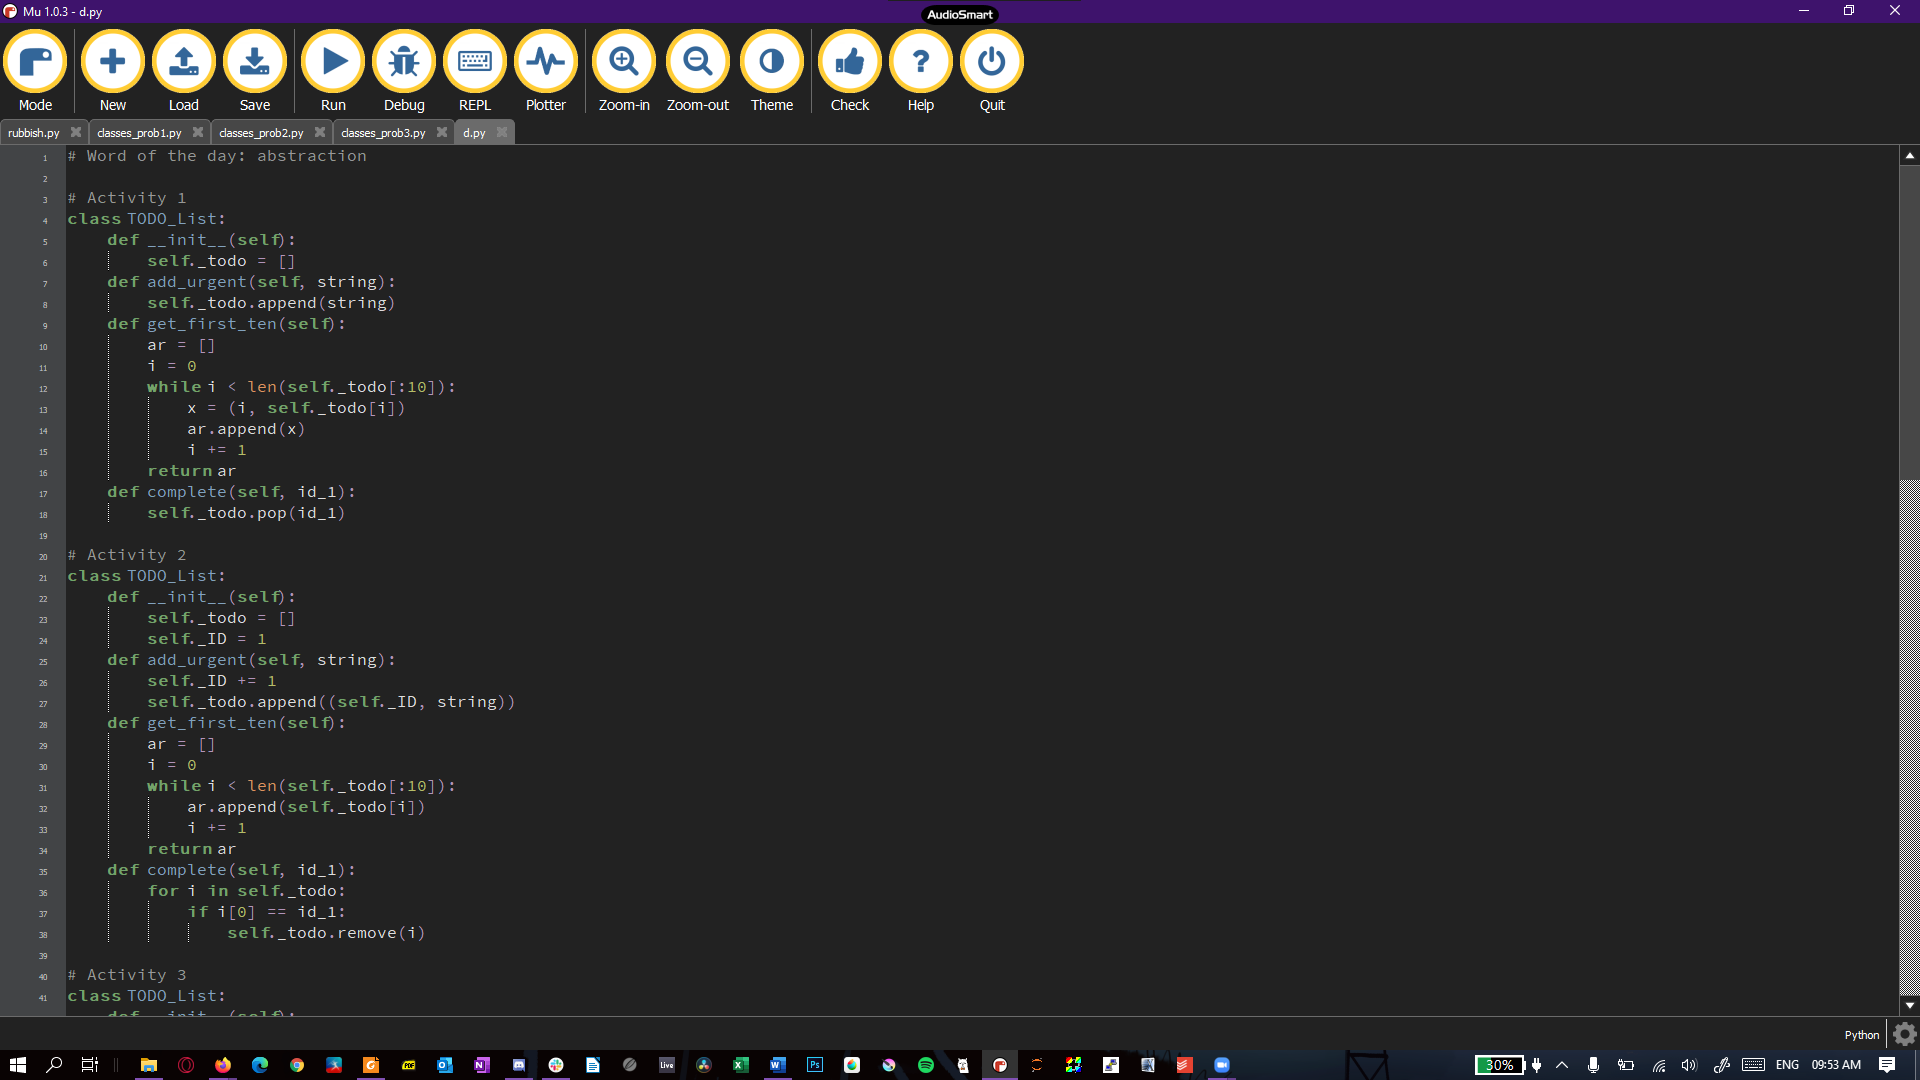 Mu 1.0.3 - d.py
AudioSmart
Mode New Load Save Run Debug REPL Plotter Zoom-in Zoom-out Theme Check Help Quit
rubbish.py classes_prob1.py classes_prob2.py classes_prob3.py d.py
1 # Word of the day: abstraction
2
3 # Activity 1
4 class TODO_List:
5     def __init__(self):
6         self._todo = []
7     def add_urgent(self, string):
8         self._todo.append(string)
9     def get_first_ten(self):
10         ar = []
11         i = 0
12         while i < len(self._todo[:10]):
13             x = (i, self._todo[i])
14             ar.append(x)
15             i += 1
16         return ar
17     def complete(self, id_1):
18         self._todo.pop(id_1)
19
20 # Activity 2
21 class TODO_List:
22     def __init__(self):
23         self._todo = []
24         self._ID = 1
25     def add_urgent(self, string):
26         self._ID += 1
27         self._todo.append((self._ID, string))
28     def get_first_ten(self):
29         ar = []
30         i = 0
31         while i < len(self._todo[:10]):
32             ar.append(self._todo[i])
33             i += 1
34         return ar
35     def complete(self, id_1):
36         for i in self._todo:
37             if i[0] == id_1:
38                 self._todo.remove(i)
39
40 # Activity 3
41 class TODO_List:
    def __init__(self):
Python
Live
Ps
30%
ENG
09:53 AM